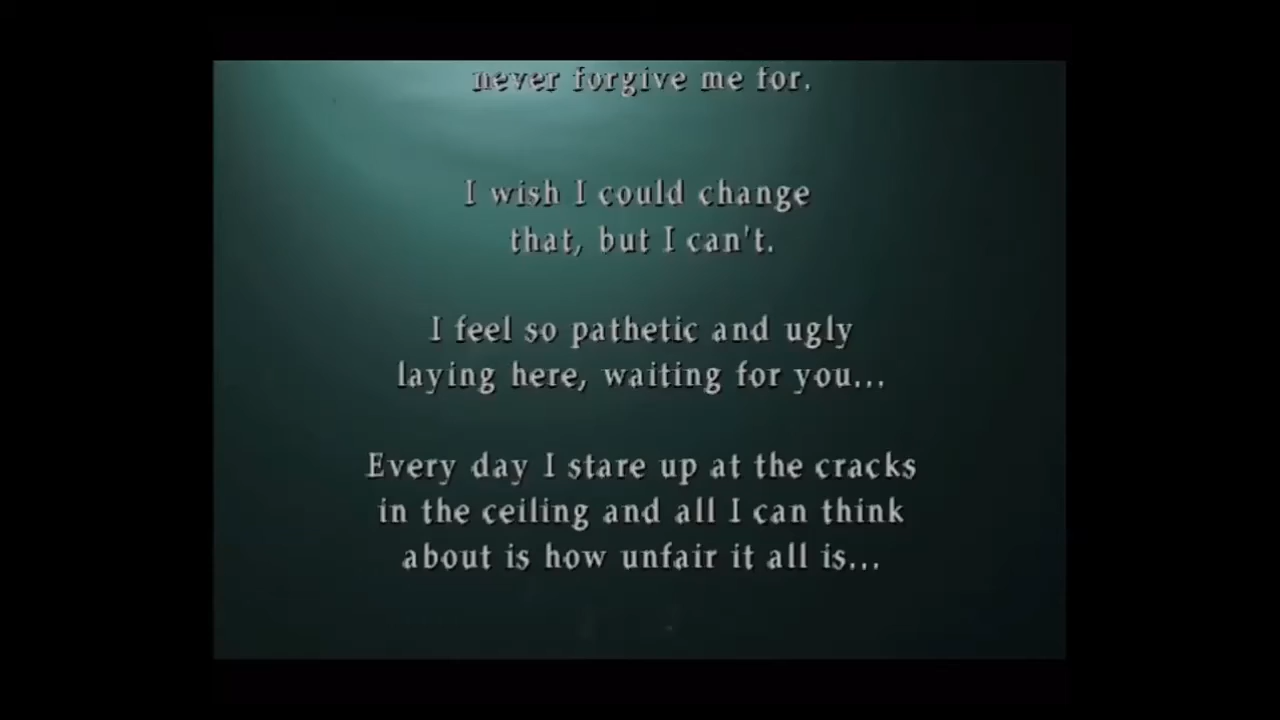 never forgive me for.
I wish I could change
that, but I can't.
I feel so pathetic and ugly
laying here, waiting for you...
Every day I stare up at the cracks
in the ceiling and all I can think
about is how unfair it all is...